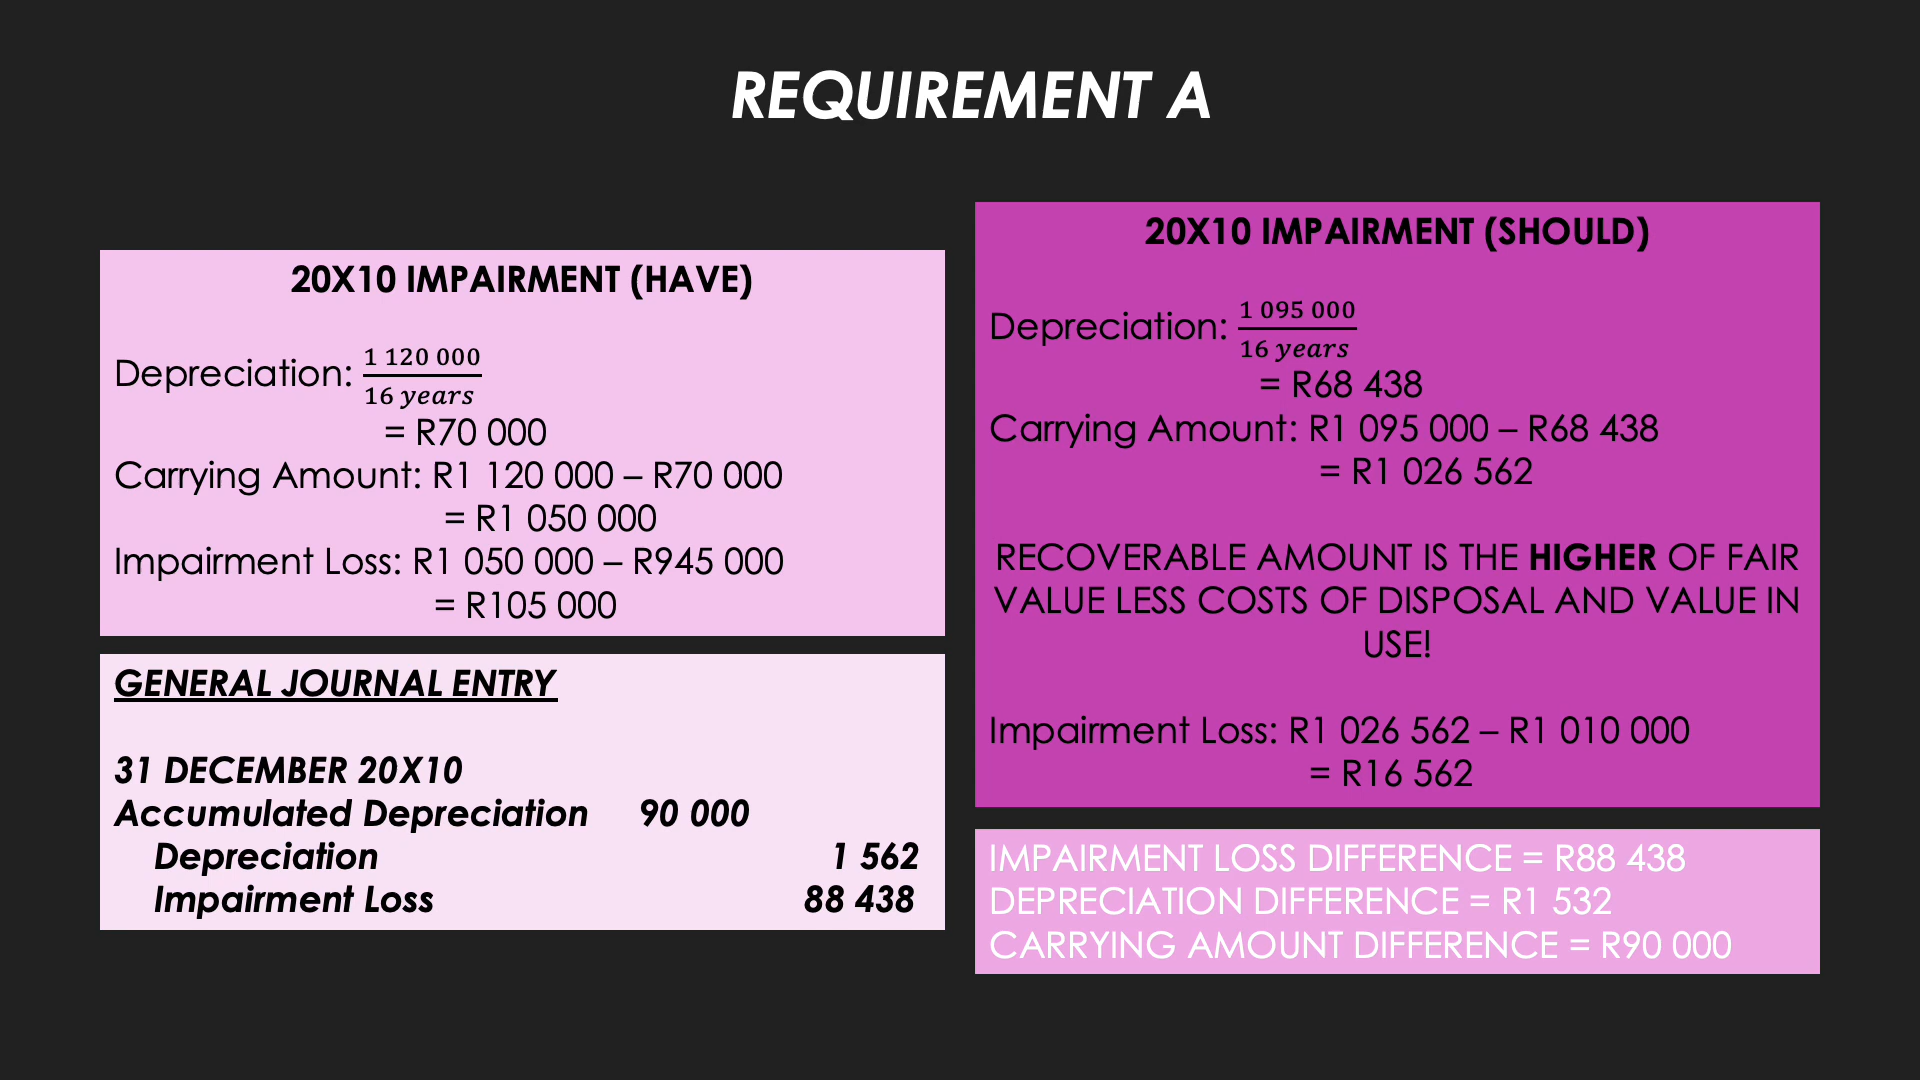 REQUIREMENT A
20X10 IMPAIRMENT (HAVE)
Depreciation: 1 120 000 / 16 years
= R70 000
Carrying Amount: R1 120 000 – R70 000
= R1 050 000
Impairment Loss: R1 050 000 – R945 000
= R105 000
GENERAL JOURNAL ENTRY
31 DECEMBER 20X10
Accumulated Depreciation 90 000
Depreciation 1 562
Impairment Loss 88 438
20X10 IMPAIRMENT (SHOULD)
Depreciation: 1 095 000 / 16 years
= R68 438
Carrying Amount: R1 095 000 – R68 438
= R1 026 562
RECOVERABLE AMOUNT IS THE HIGHER OF FAIR
VALUE LESS COSTS OF DISPOSAL AND VALUE IN
USE!
Impairment Loss: R1 026 562 – R1 010 000
= R16 562
IMPAIRMENT LOSS DIFFERENCE = R88 438
DEPRECIATION DIFFERENCE = R1 532
CARRYING AMOUNT DIFFERENCE = R90 000